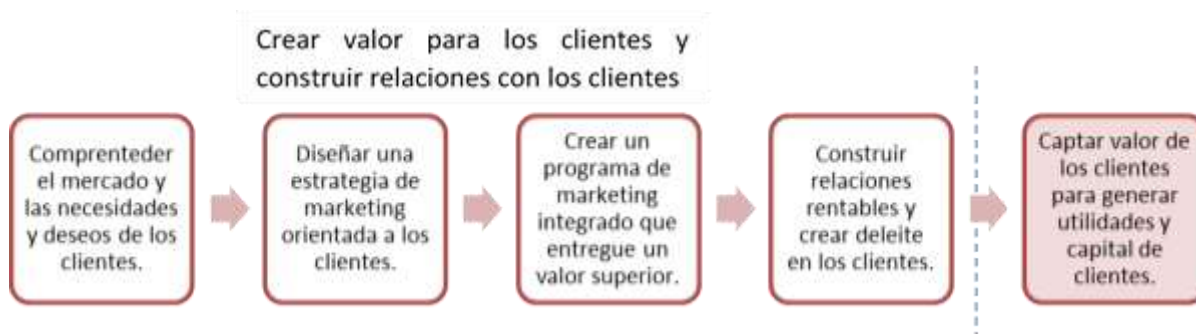 Crear valor para los clientes y
construir relaciones con los clientes
Comprenteder
el mercado y
las necesidades
y deseos de los
clientes.
Diseñar una
estrategia de
marketing
orientada a los
clientes.
Crear un
programa de
marketing
integrado que
entregue un
valor superior.
Construir
relaciones
rentables y
crear deleite
en los clientes.
Captar valor de
los clientes
para generar
utilidades y
capital de
clientes.